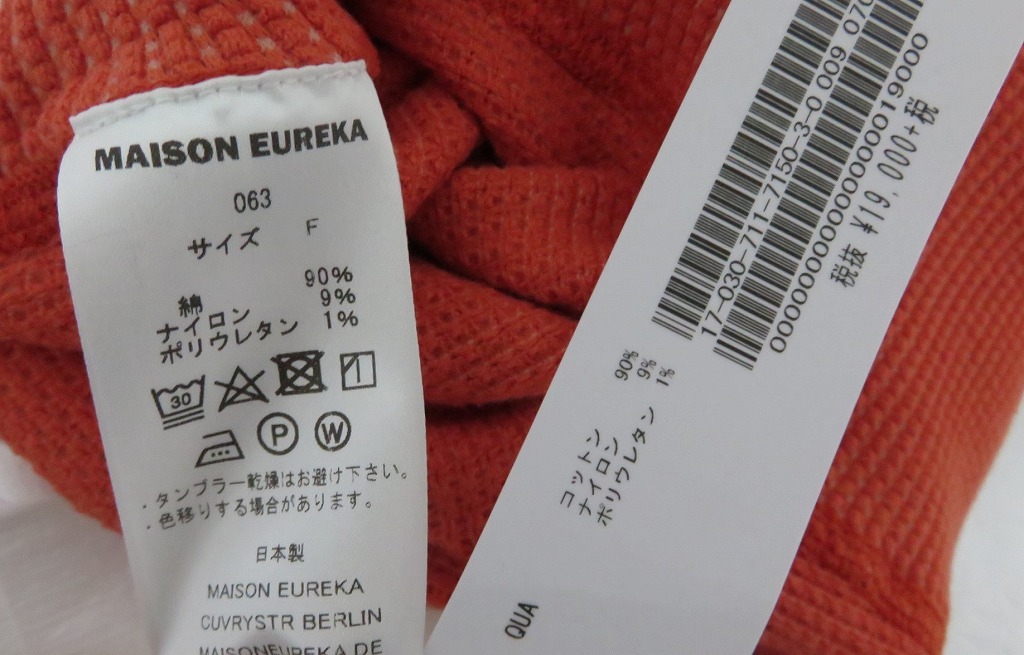 MAISON EUREKA
063
サイズ F
綿 90%
ナイロン 9%
ポリウレタン 1%
30
P W
・タンブラー乾燥はお避け下さい。
・色移りする場合があります。
日本製
MAISON EUREKA
CUVRYSTR BERLIN
MAISONEUREKA.DE
17-030-711-7150-3-0 009 070
税抜 ¥19,000+税
コットン 90%
ナイロン 9%
ポリウレタン 1%
QUA